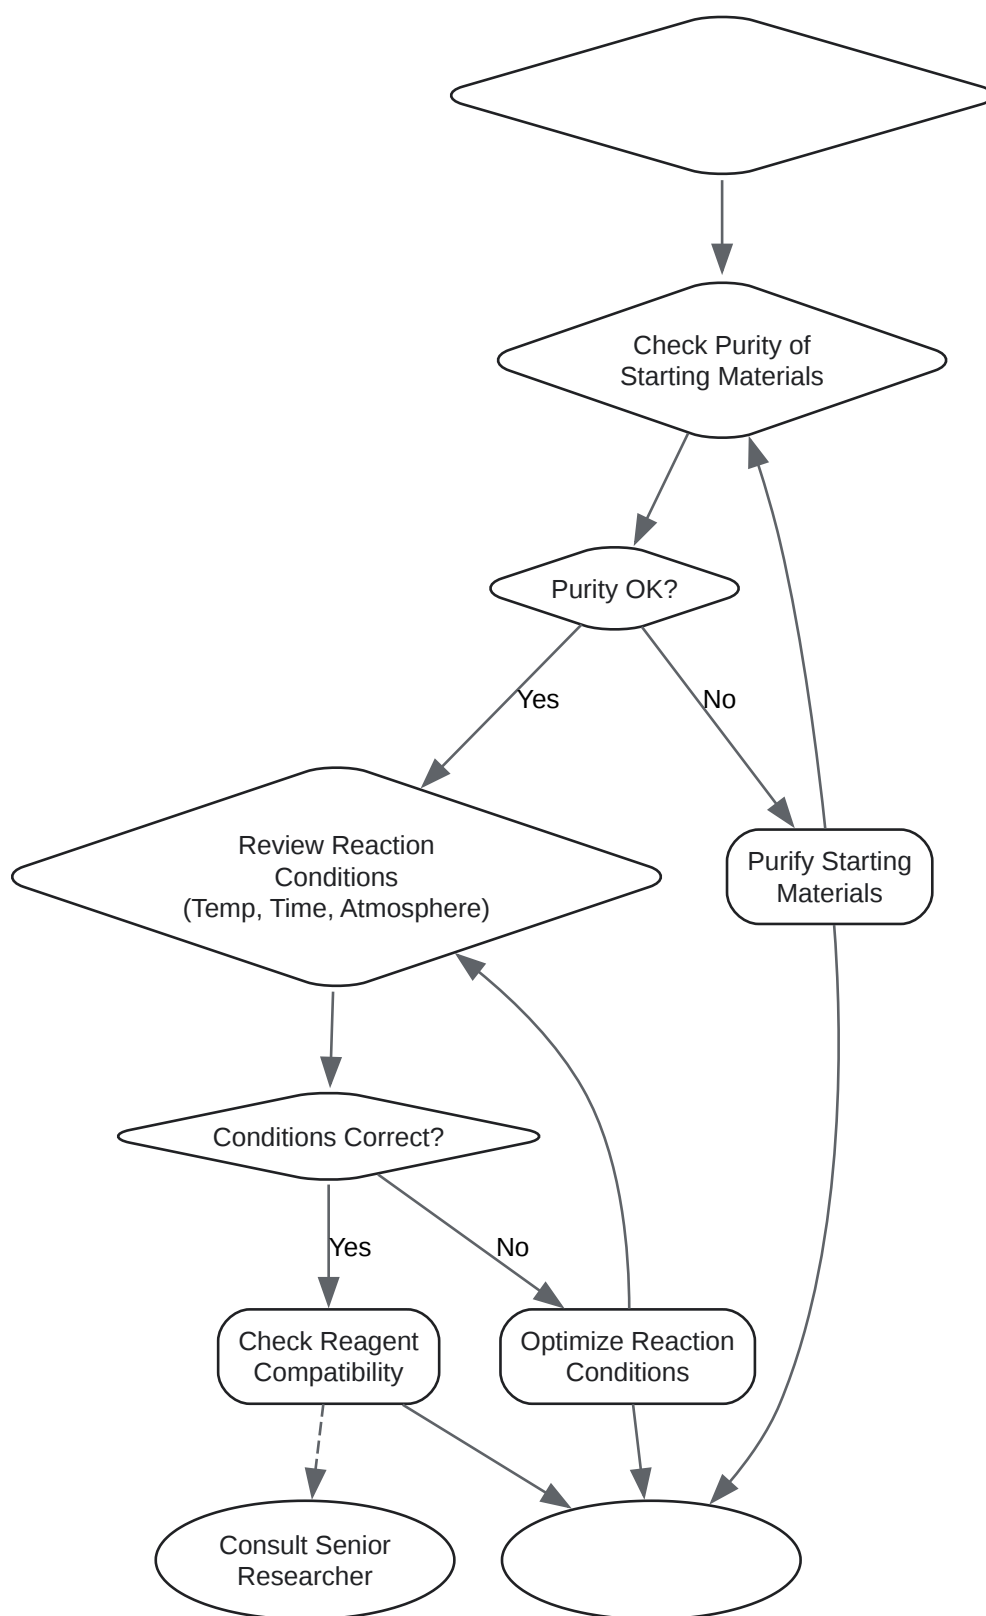 Check Purity of
Starting Materials
Purity OK?
Yes
No
Review Reaction
Conditions
(Temp, Time, Atmosphere)
Purify Starting
Materials
Conditions Correct?
Yes
No
Check Reagent
Compatibility
Optimize Reaction
Conditions
Consult Senior
Researcher